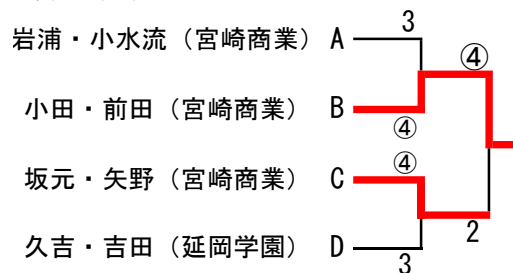 岩浦・小水流（宮崎商業） A 3
④
小田・前田（宮崎商業） B ④
坂元・矢野（宮崎商業） C ④
2
久吉・吉田（延岡学園） D 3